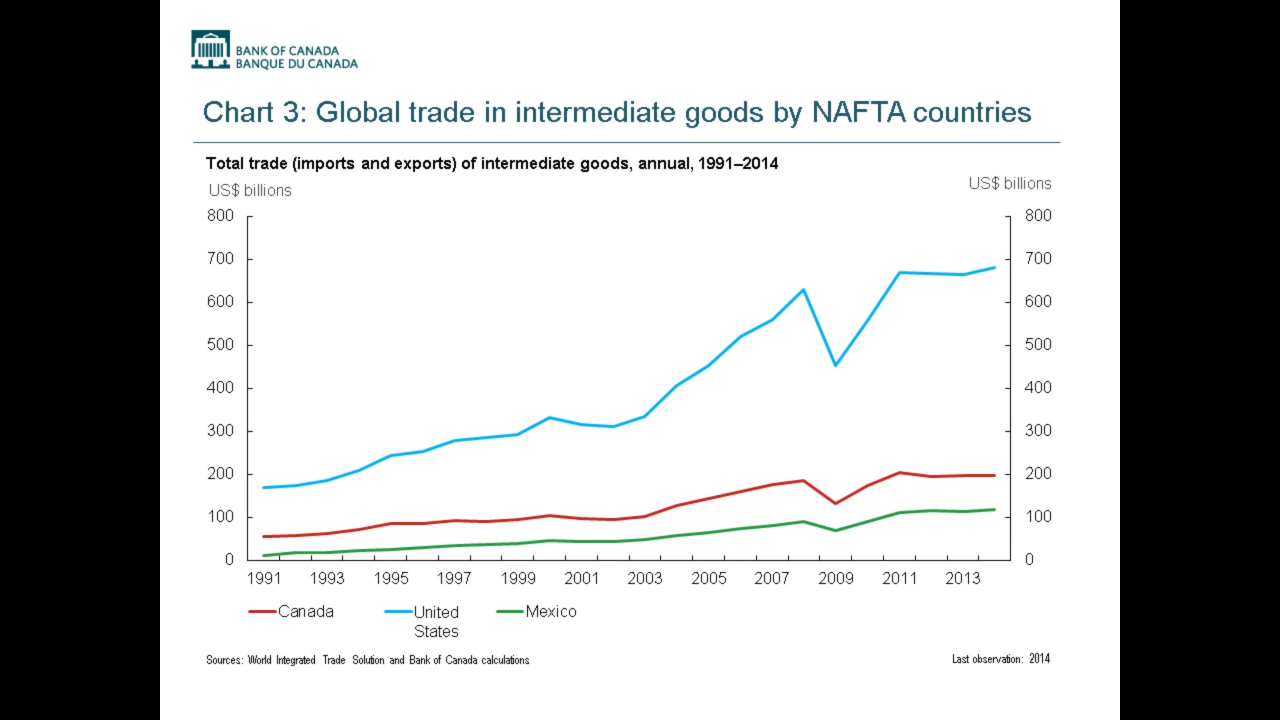 BANK OF CANADA
BANQUE DU CANADA
Chart 3: Global trade in intermediate goods by NAFTA countries
Total trade (imports and exports) of intermediate goods, annual, 1991–2014
US$ billions
US$ billions
800
800
700
700
600
600
500
500
400
400
300
300
200
200
100
100
0
0
1991 1993 1995 1997 1999 2001 2003 2005 2007 2009 2011 2013
Canada
United
States
Mexico
Sources: World Integrated Trade Solution and Bank of Canada calculations
Last observation: 2014